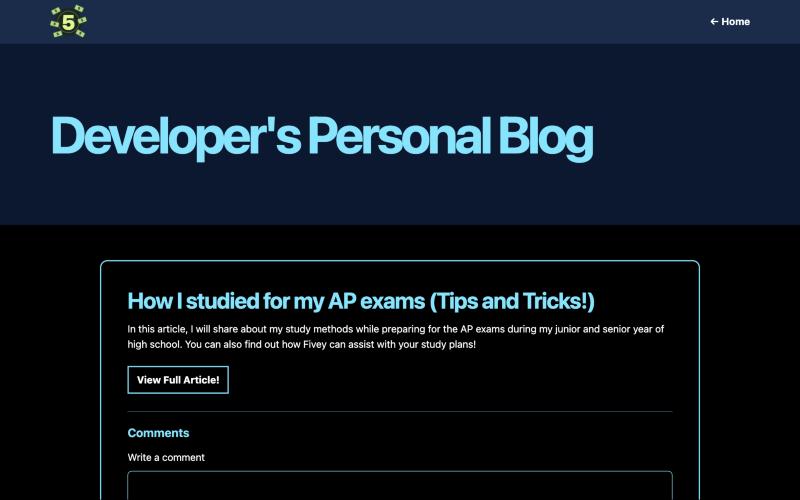 5
← Home
Developer's Personal Blog
How I studied for my AP exams (Tips and Tricks!)
In this article, I will share about my study methods while preparing for the AP exams during my junior and senior year of
high school. You can also find out how Fivey can assist with your study plans!
View Full Article!
Comments
Write a comment